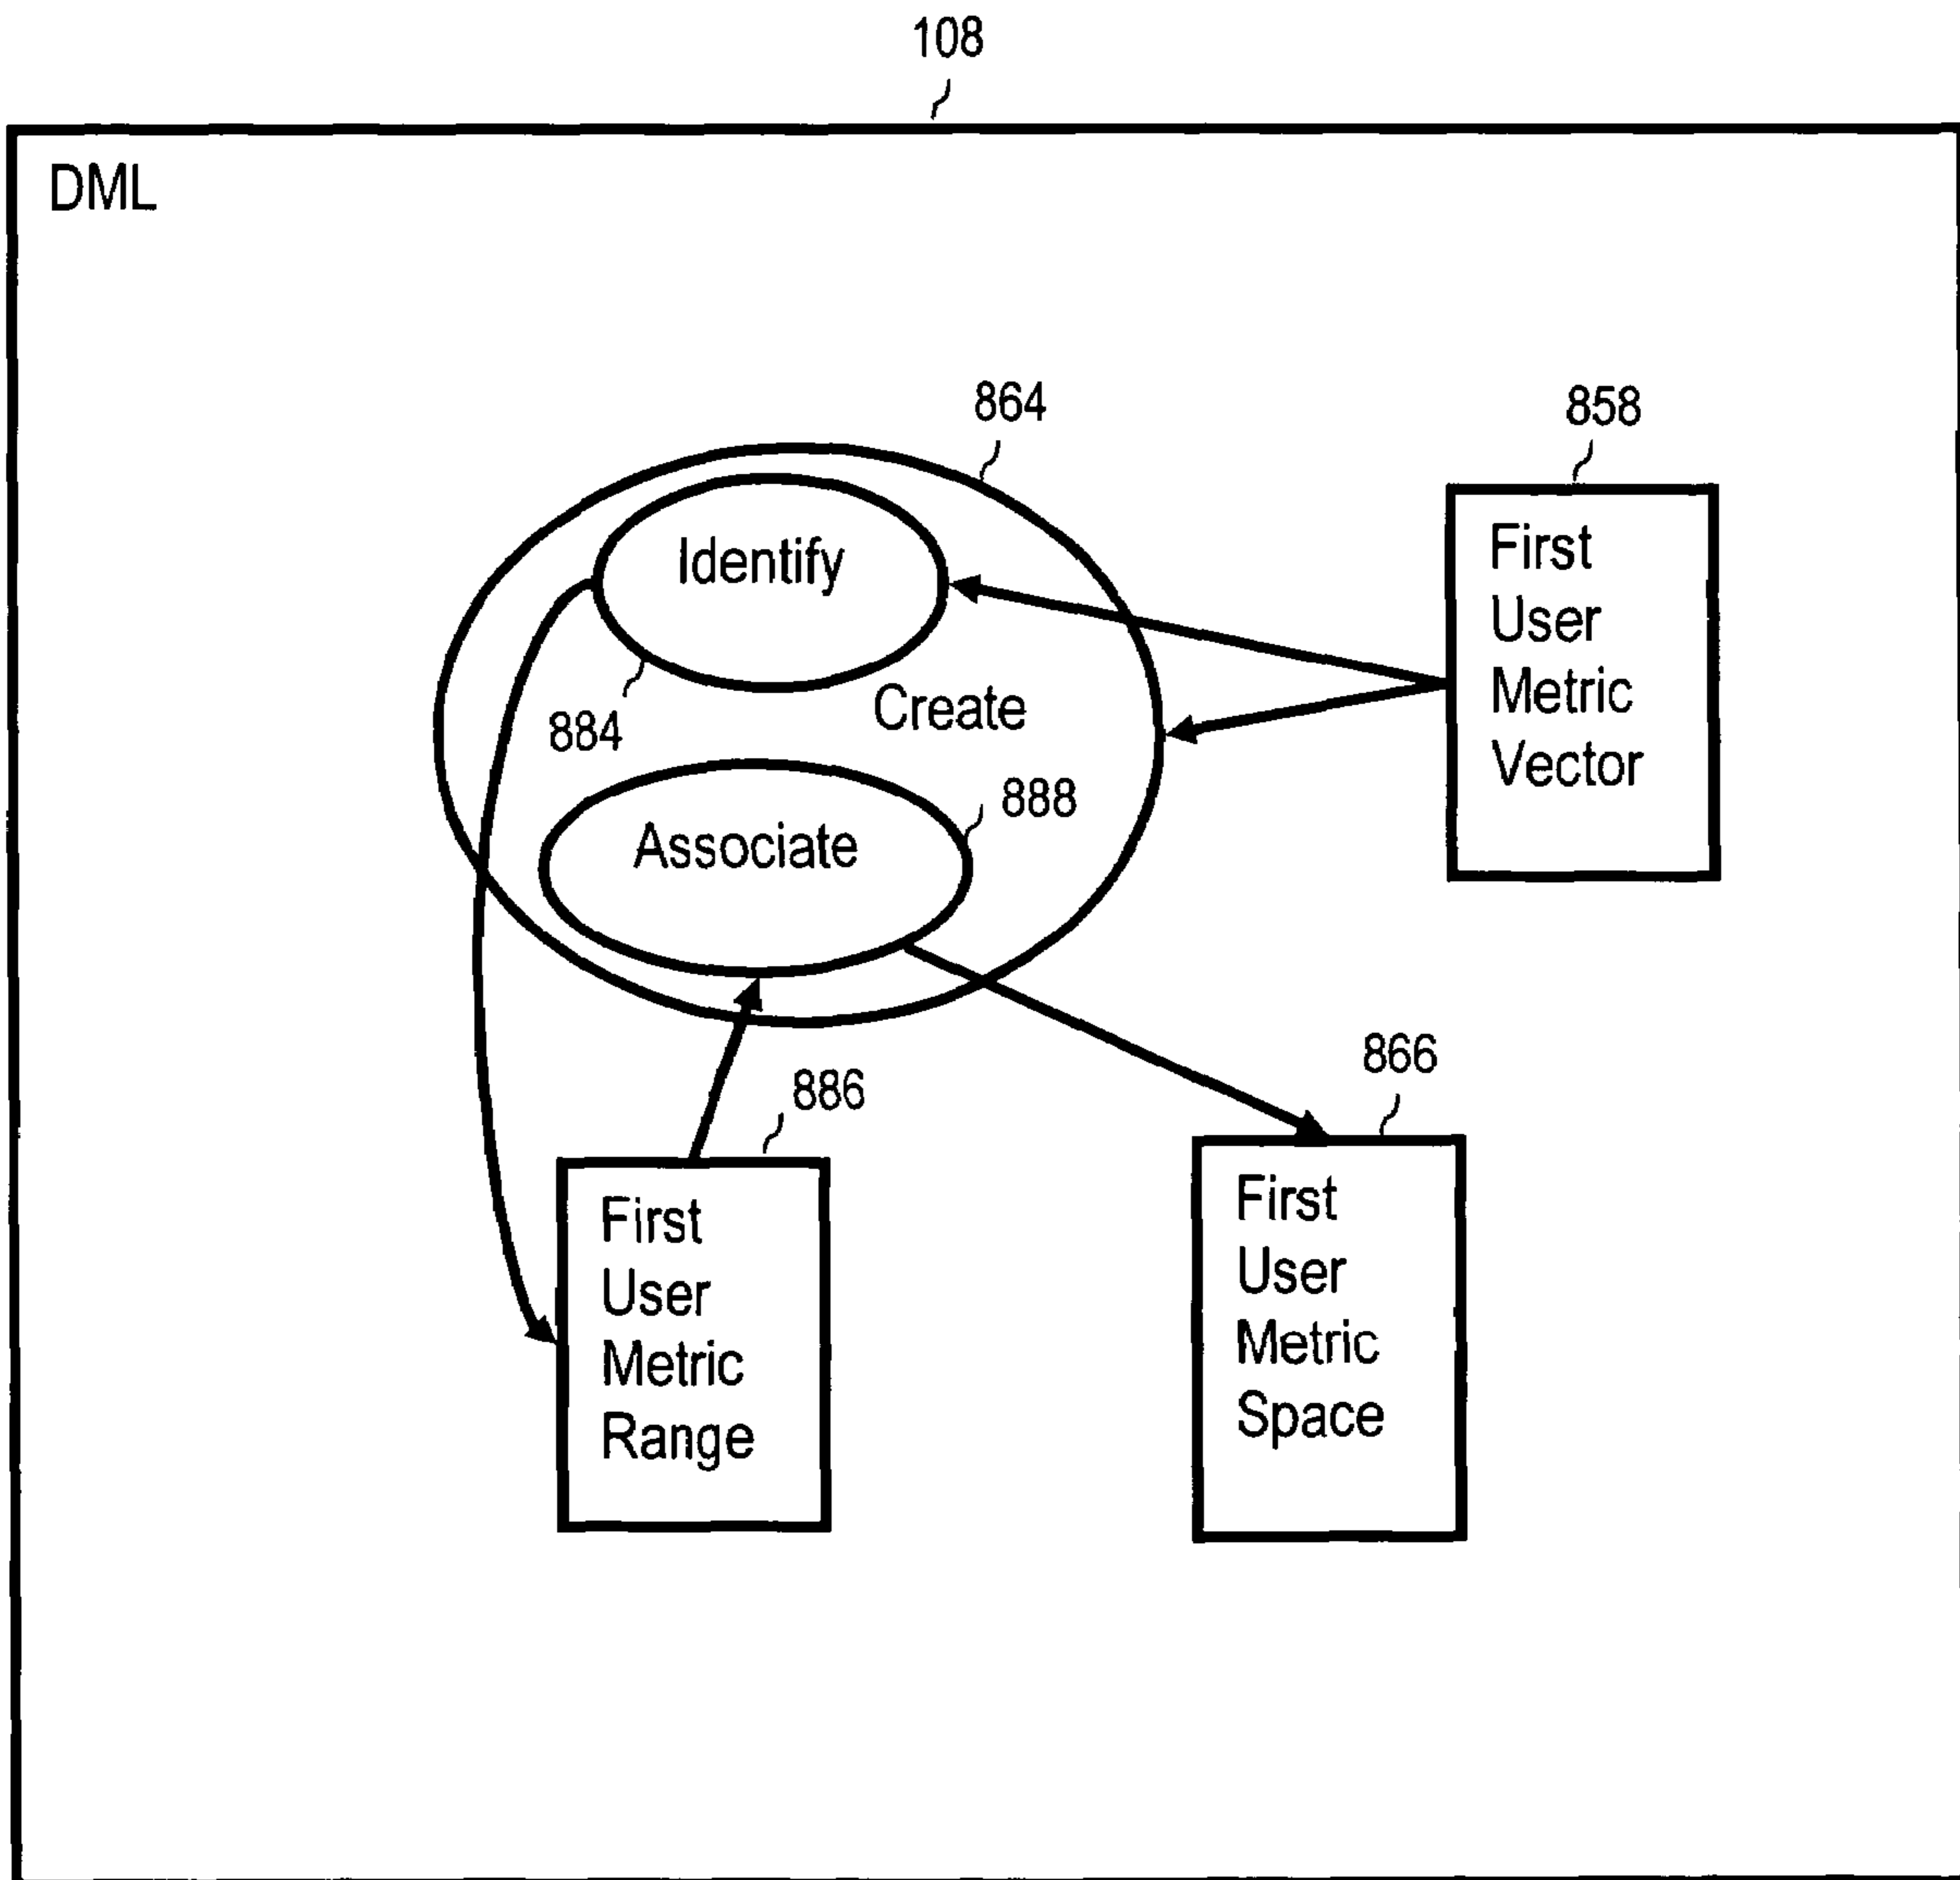 108
DML
864
858
Identify
First
User
Metric
Vector
884
Create
888
Associate
886
866
First
User
Metric
Range
First
User
Metric
Space